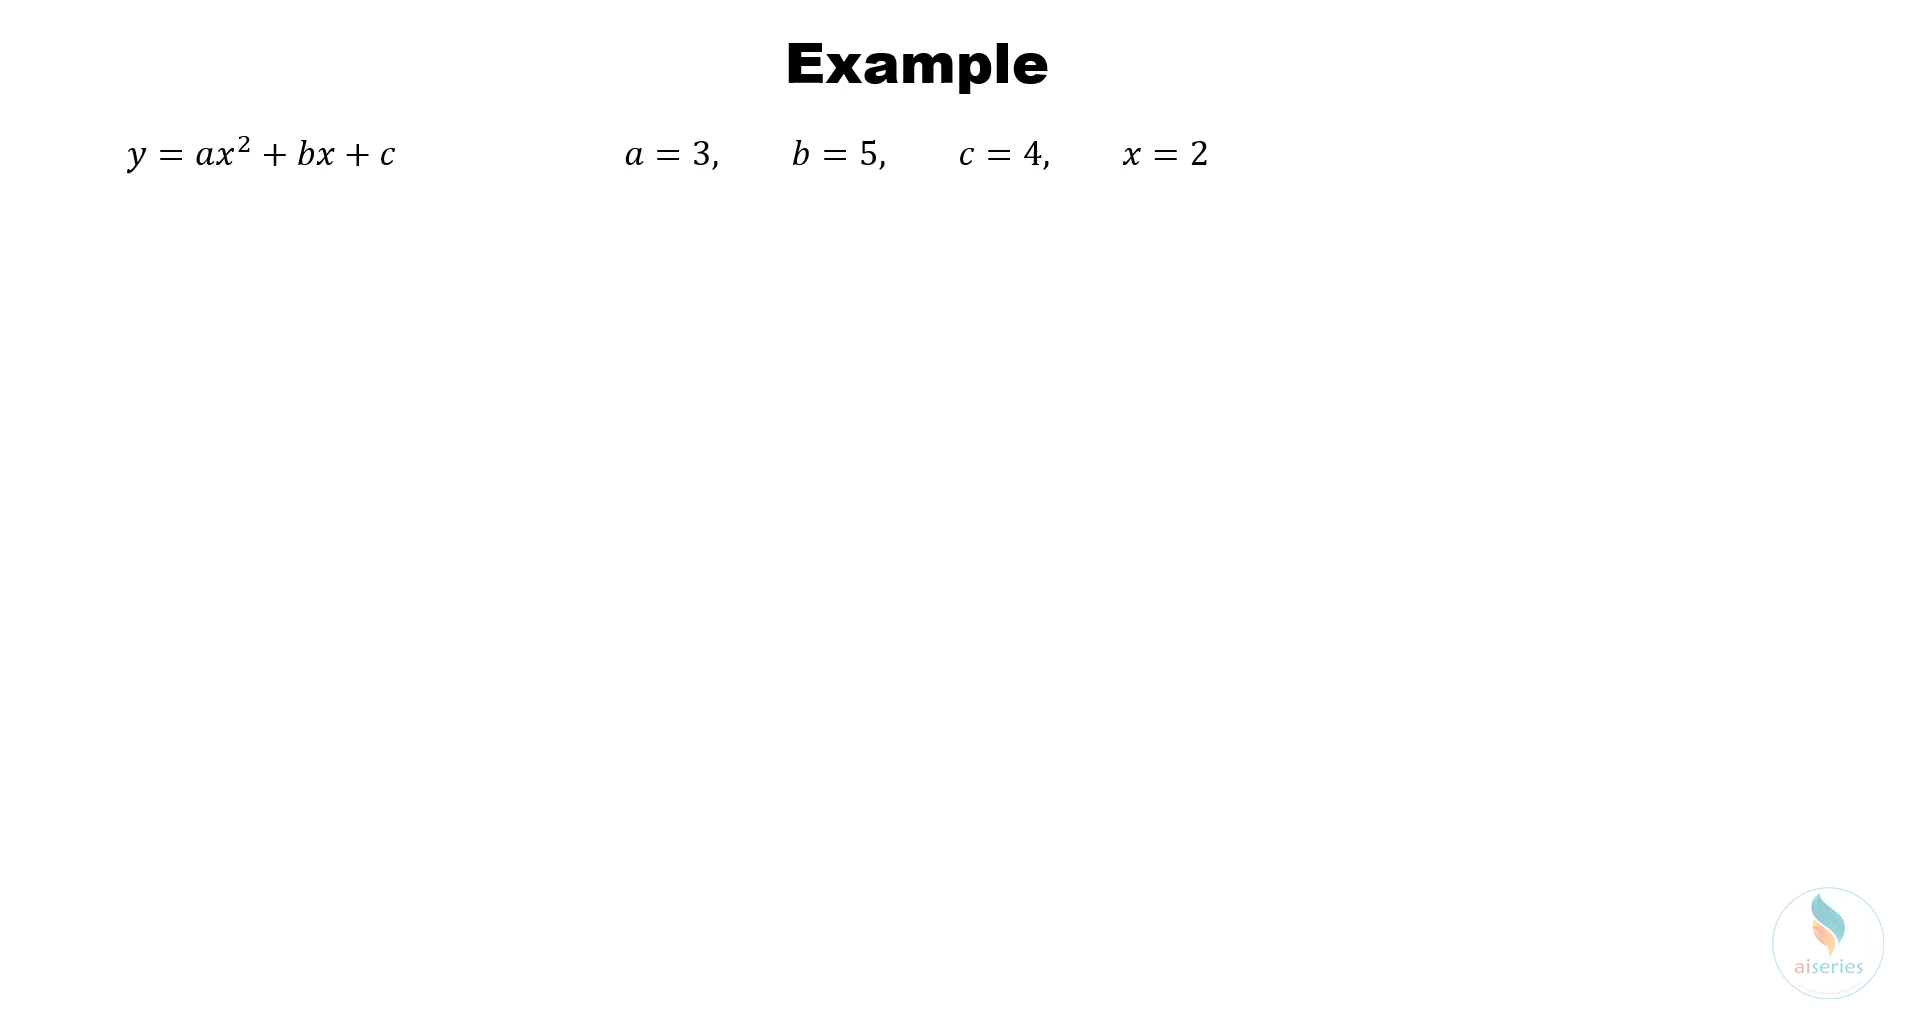 Example
y = ax² + bx + c a = 3, b = 5, c = 4, x = 2
aiseries